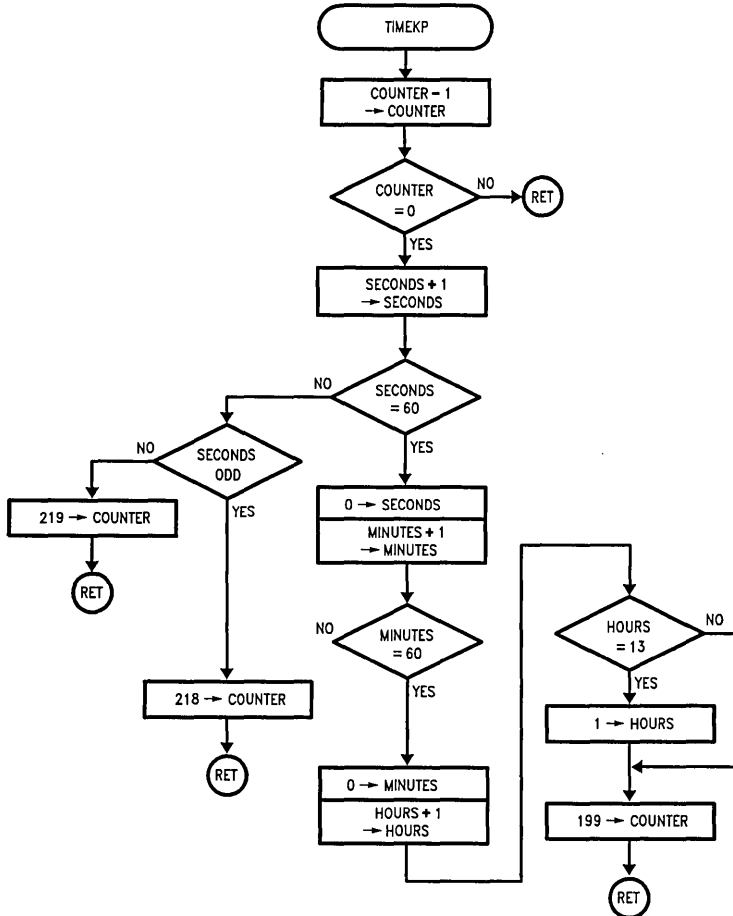 TIMEKP
COUNTER - 1
→ COUNTER
COUNTER
= 0
NO
RET
YES
SECONDS + 1
→ SECONDS
SECONDS
= 60
NO
YES
SECONDS
ODD
NO
YES
219 → COUNTER
RET
218 → COUNTER
RET
0 → SECONDS
MINUTES + 1
→ MINUTES
MINUTES
= 60
NO
YES
0 → MINUTES
HOURS + 1
→ HOURS
HOURS
= 13
NO
YES
1 → HOURS
199 → COUNTER
RET